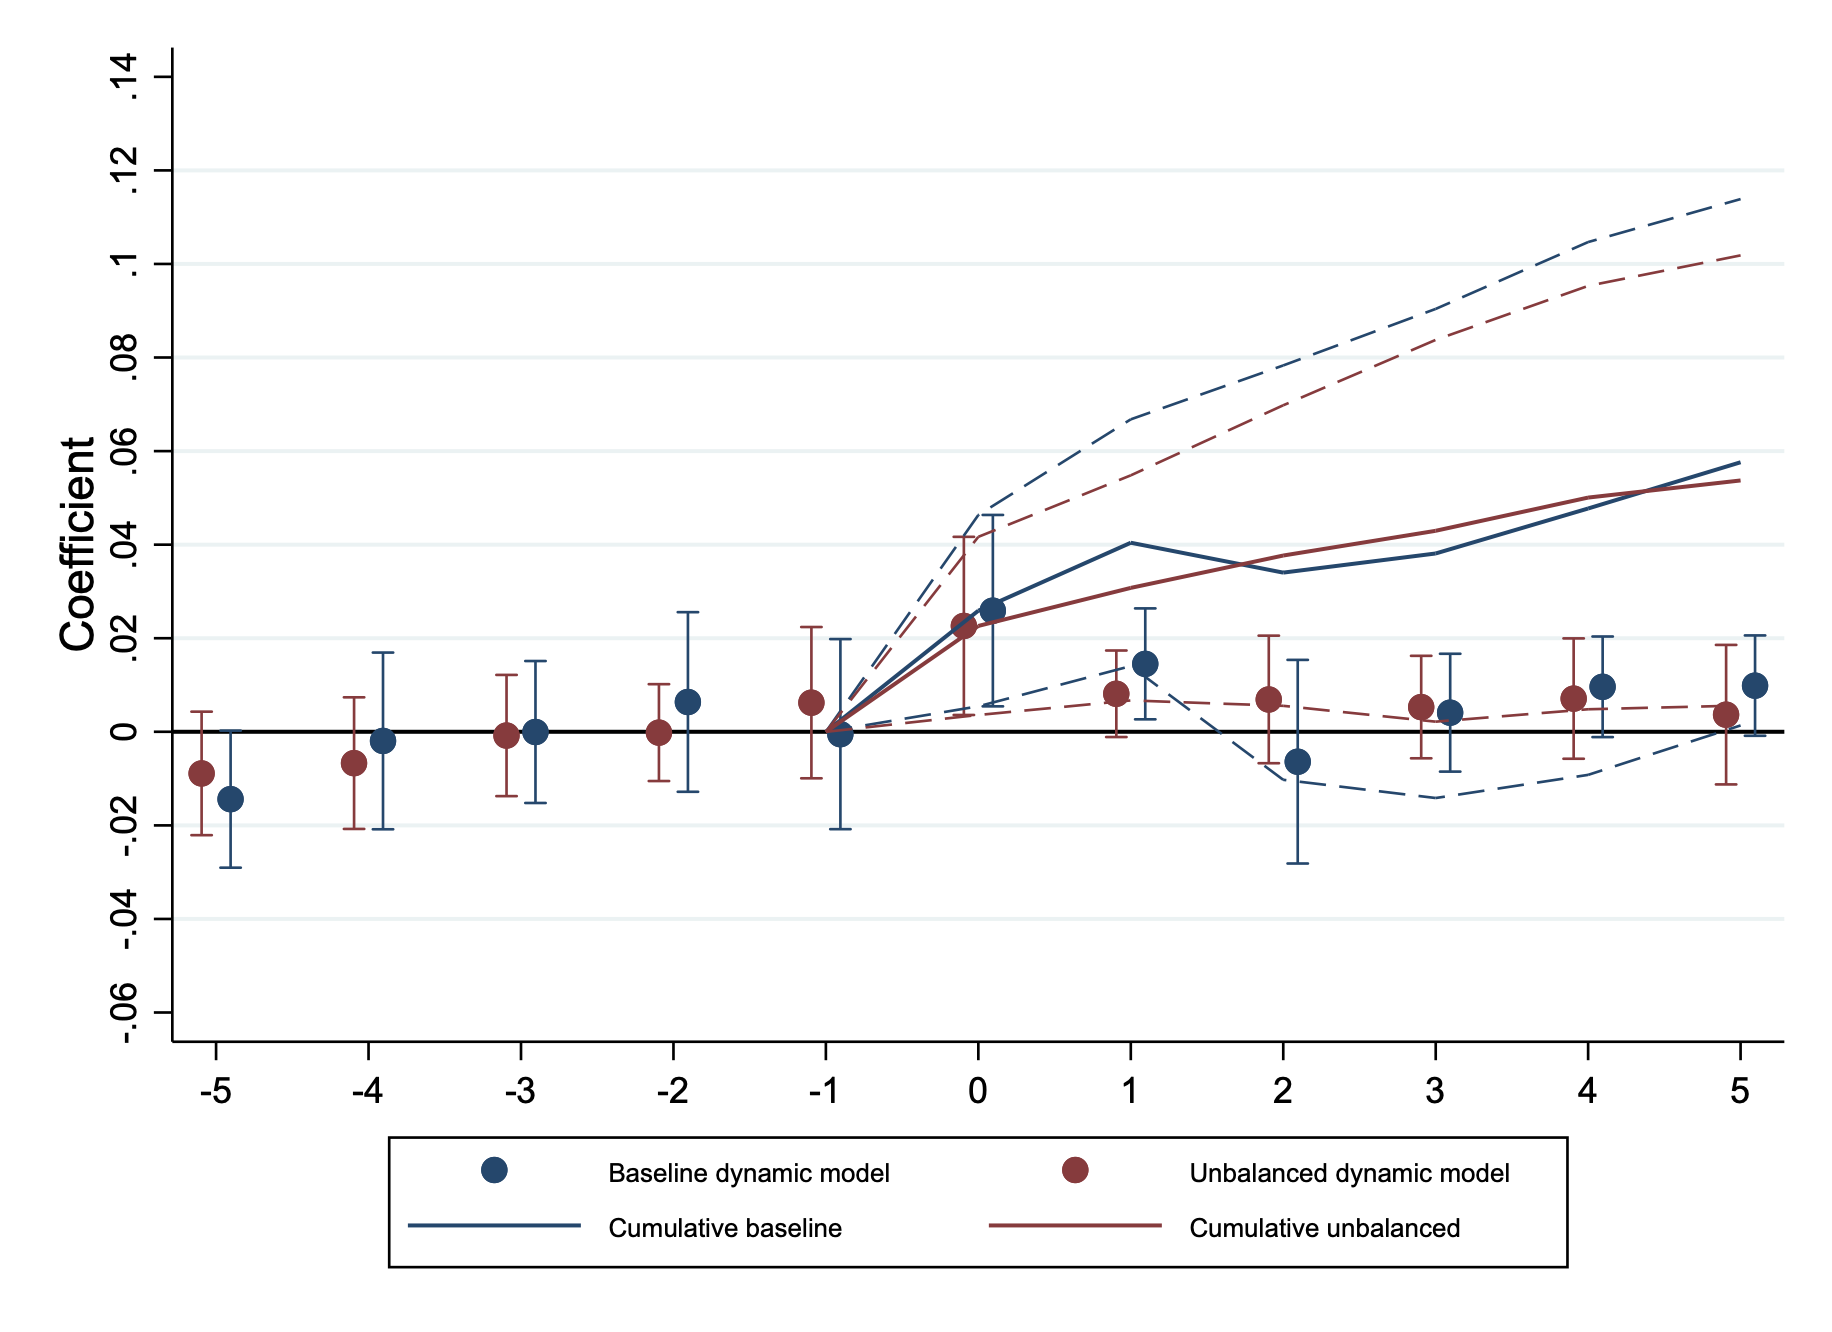 Coefficient
.14
.12
.1
.08
.06
.04
.02
0
-.02
-.04
-.06
-5 -4 -3 -2 -1 0 1 2 3 4 5
Baseline dynamic model Unbalanced dynamic model
Cumulative baseline Cumulative unbalanced